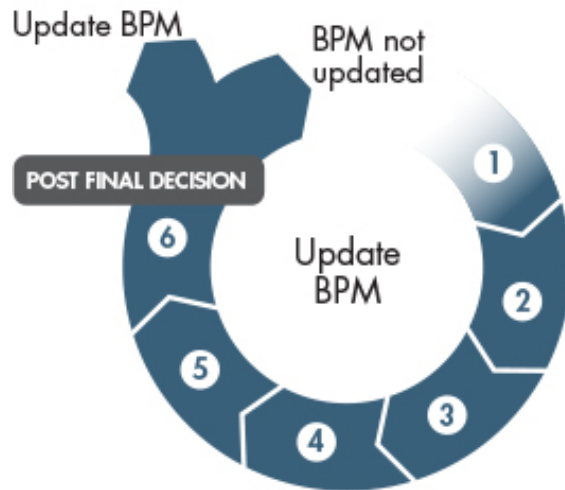 Update BPM
BPM not
updated
1
POST FINAL DECISION
6
Update
BPM
2
5
3
4